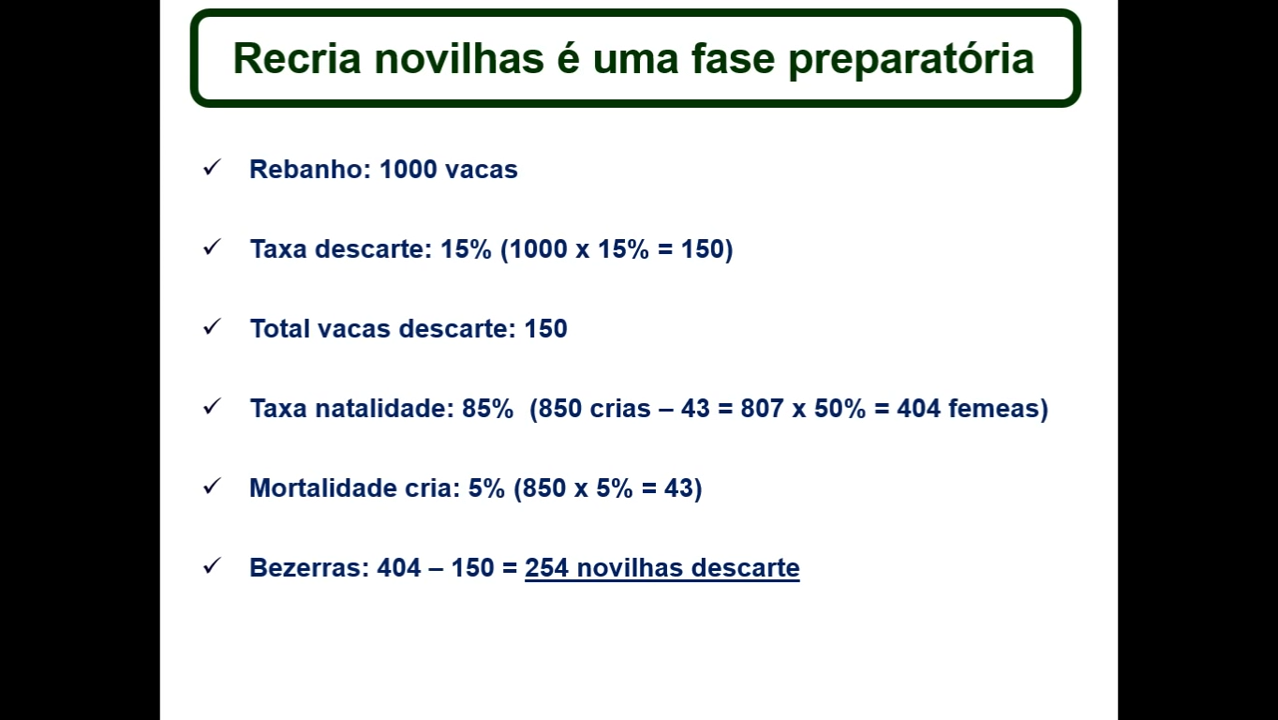 Recria novilhas é uma fase preparatória
✓ Rebanho: 1000 vacas
✓ Taxa descarte: 15% (1000 x 15% = 150)
✓ Total vacas descarte: 150
✓ Taxa natalidade: 85%  (850 crias – 43 = 807 x 50% = 404 femeas)
✓ Mortalidade cria: 5% (850 x 5% = 43)
✓ Bezerras: 404 – 150 = 254 novilhas descarte